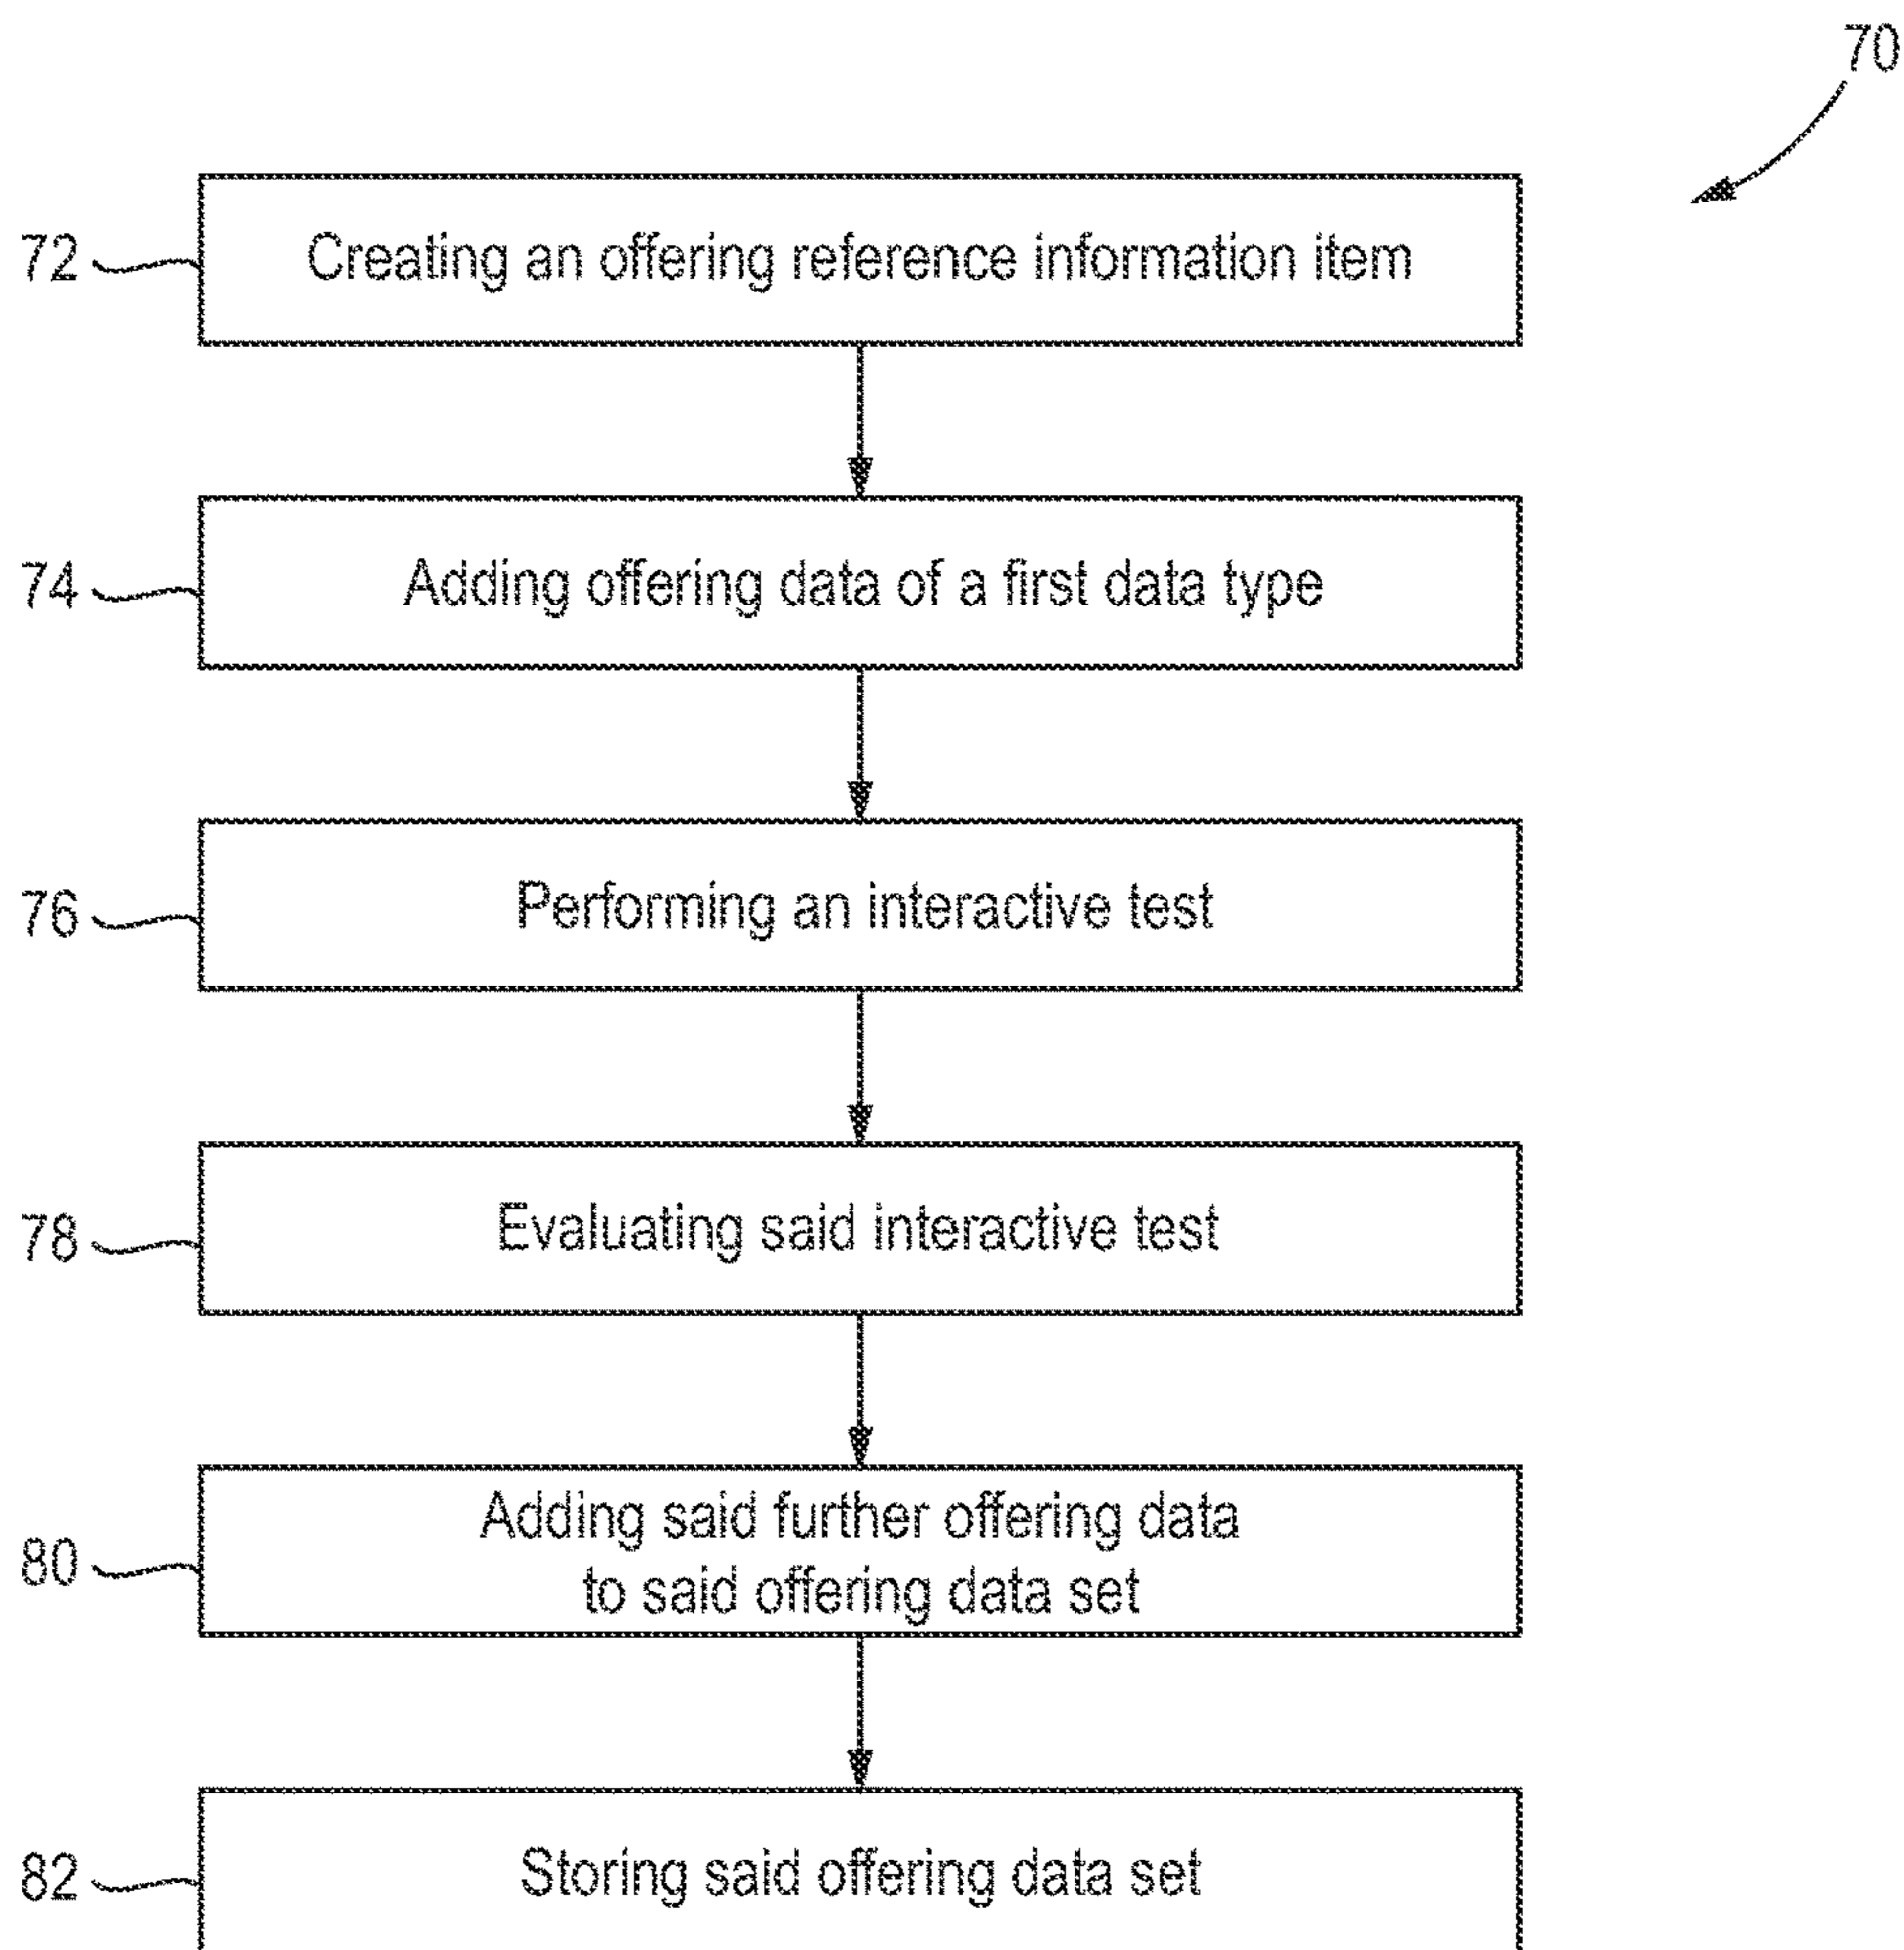 70
72 Creating an offering reference information item
74 Adding offering data of a first data type
76 Performing an interactive test
78 Evaluating said interactive test
80 Adding said further offering data
to said offering data set
82 Storing said offering data set